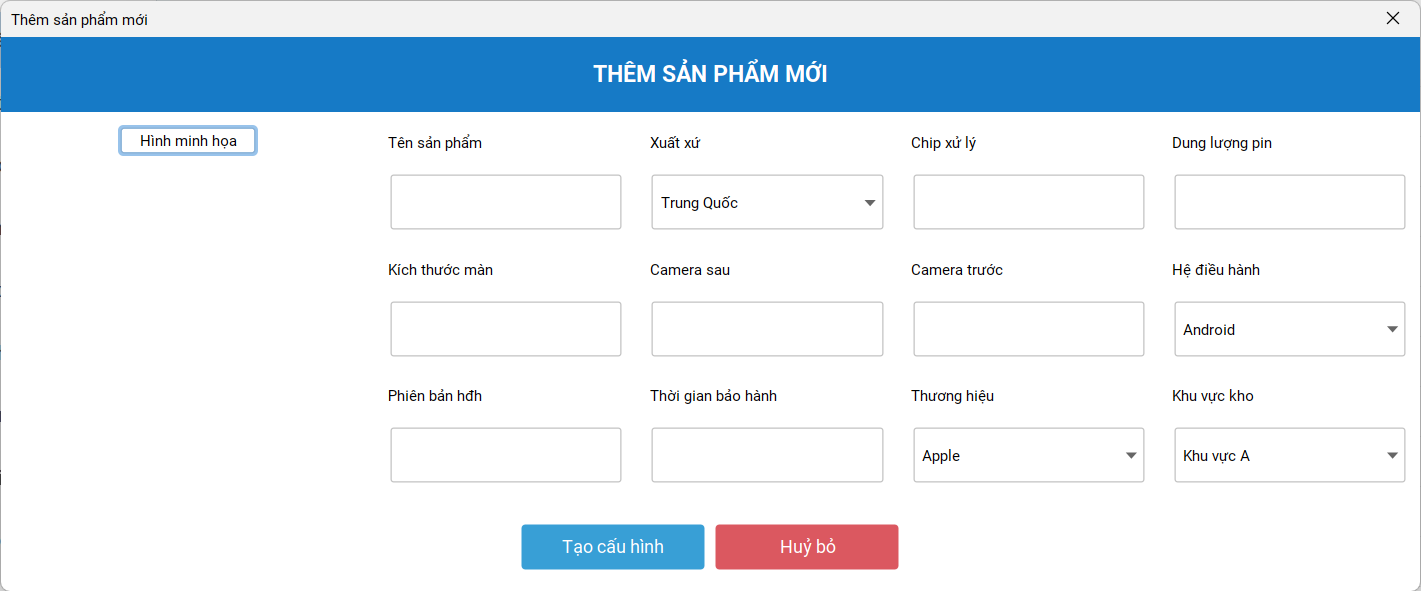 Thêm sản phẩm mới
THÊM SẢN PHẨM MỚI
Hình minh họa
Tên sản phẩm
Xuất xứ
Chip xử lý
Dung lượng pin
Trung Quốc
Kích thước màn
Camera sau
Camera trước
Hệ điều hành
Android
Phiên bản hđh
Thời gian bảo hành
Thương hiệu
Khu vực kho
Apple
Khu vực A
Tạo cấu hình
Huỷ bỏ